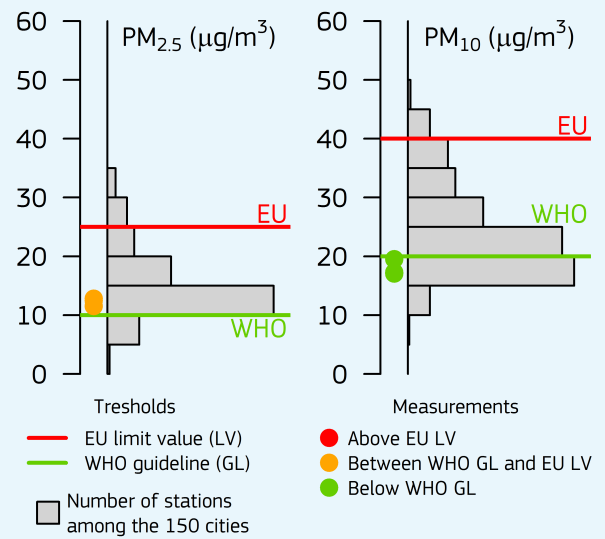 PM2.5 (μg/m³)
60
50
40
30
20
10
0
EU
WHO
PM10 (μg/m³)
60
50
40
30
20
10
0
EU
WHO
Tresholds
EU limit value (LV)
WHO guideline (GL)
Number of stations
among the 150 cities
Measurements
Above EU LV
Between WHO GL and EU LV
Below WHO GL